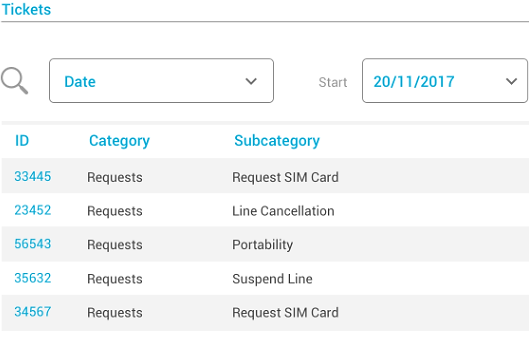 Tickets
Date Start 20/11/2017
ID Category Subcategory
33445 Requests Request SIM Card
23452 Requests Line Cancellation
56543 Requests Portability
35632 Requests Suspend Line
34567 Requests Request SIM Card